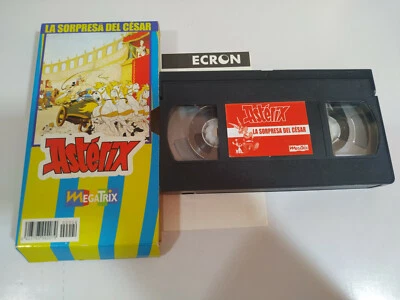 LA SORPRESA DEL CÉSAR
Astérix
MEGATRIX
ECRON
Astérix
LA SORPRESA DEL CÉSAR